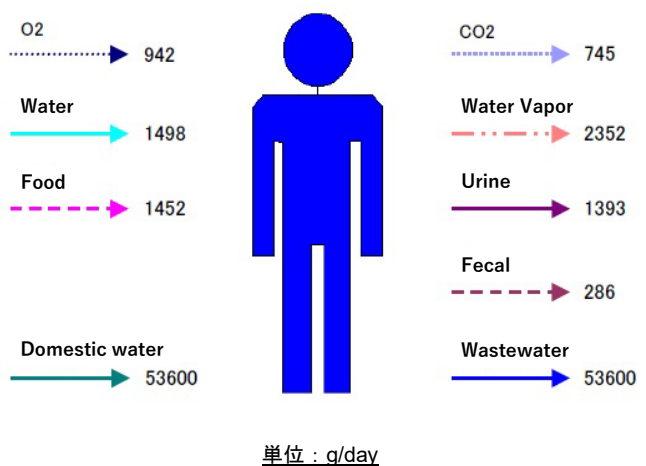 O2
942
Water
1498
Food
1452
Domestic water
53600
CO2
745
Water Vapor
2352
Urine
1393
Fecal
286
Wastewater
53600
単位：g/day